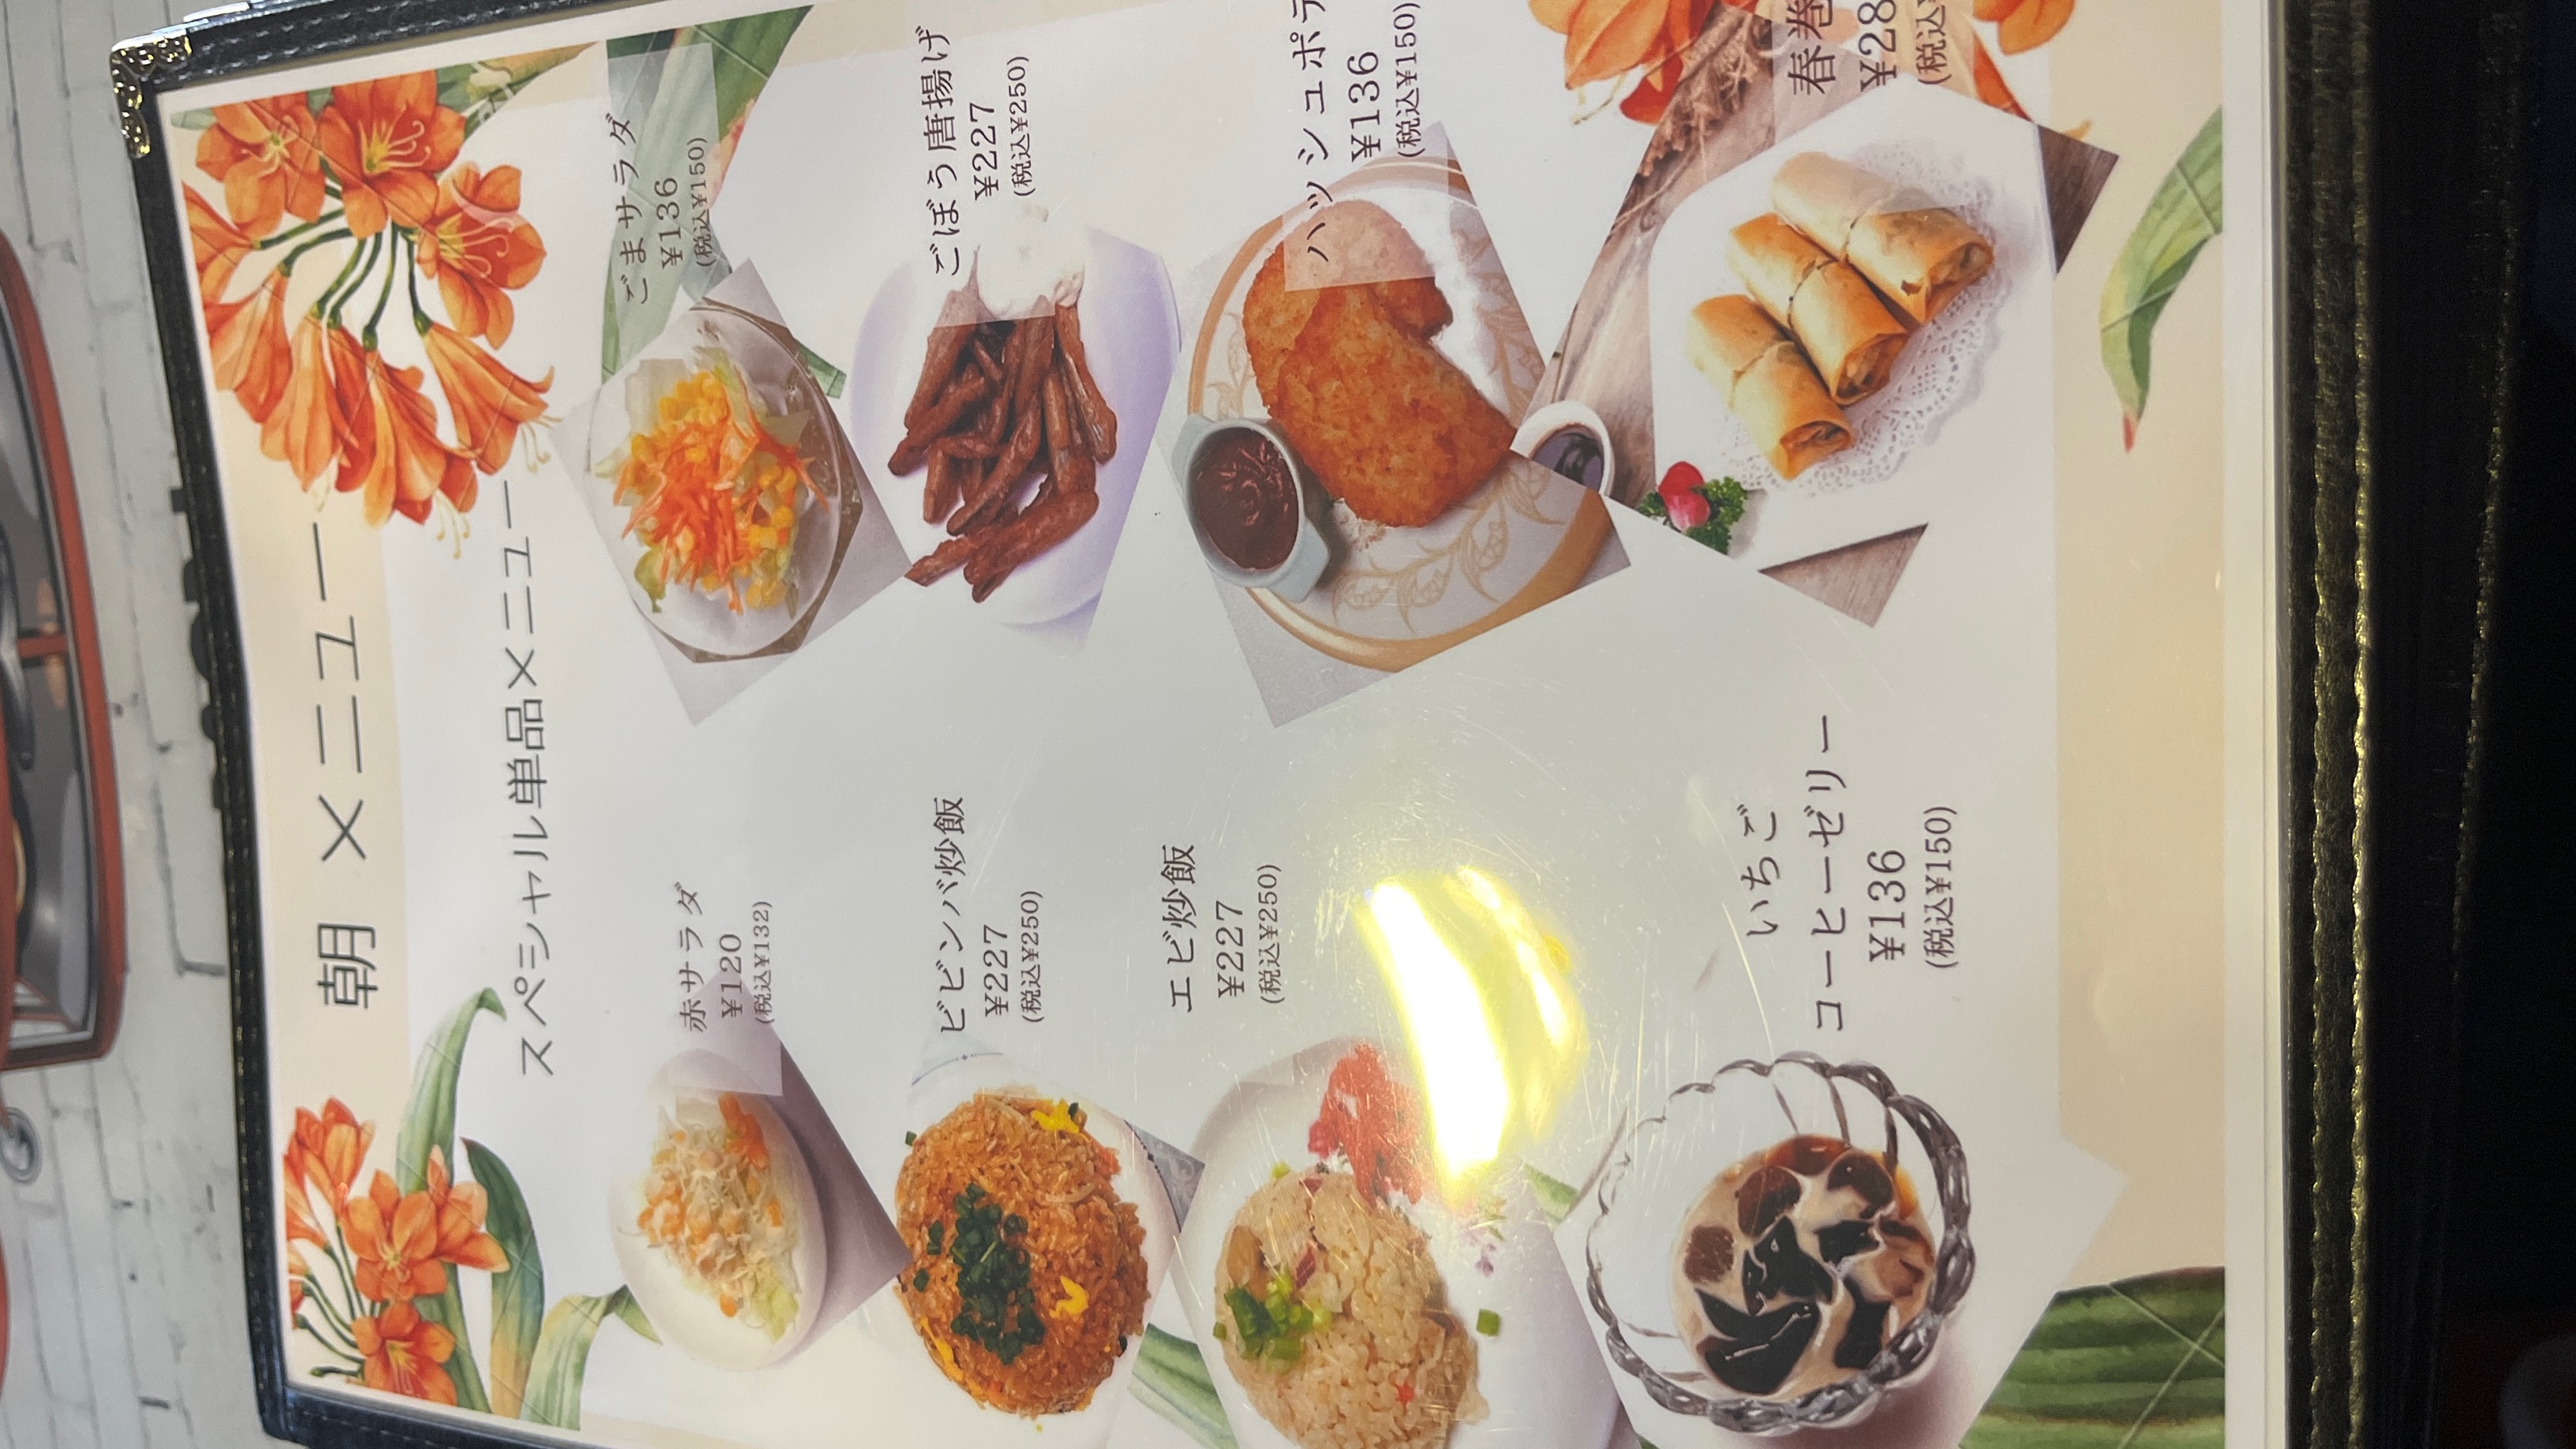 朝 メニュー
スペシャル単品メニュー
赤サラダ
¥120
(税込¥132)
ごまサラダ
¥136
(税込¥150)
ビビンバ炒飯
¥227
(税込¥250)
ごぼう唐揚げ
¥227
(税込¥250)
エビ炒飯
¥227
(税込¥250)
ハッシュポテ
¥136
(税込¥150)
いちご
コーヒーゼリー
¥136
(税込¥150)
春巻
¥28
(税込